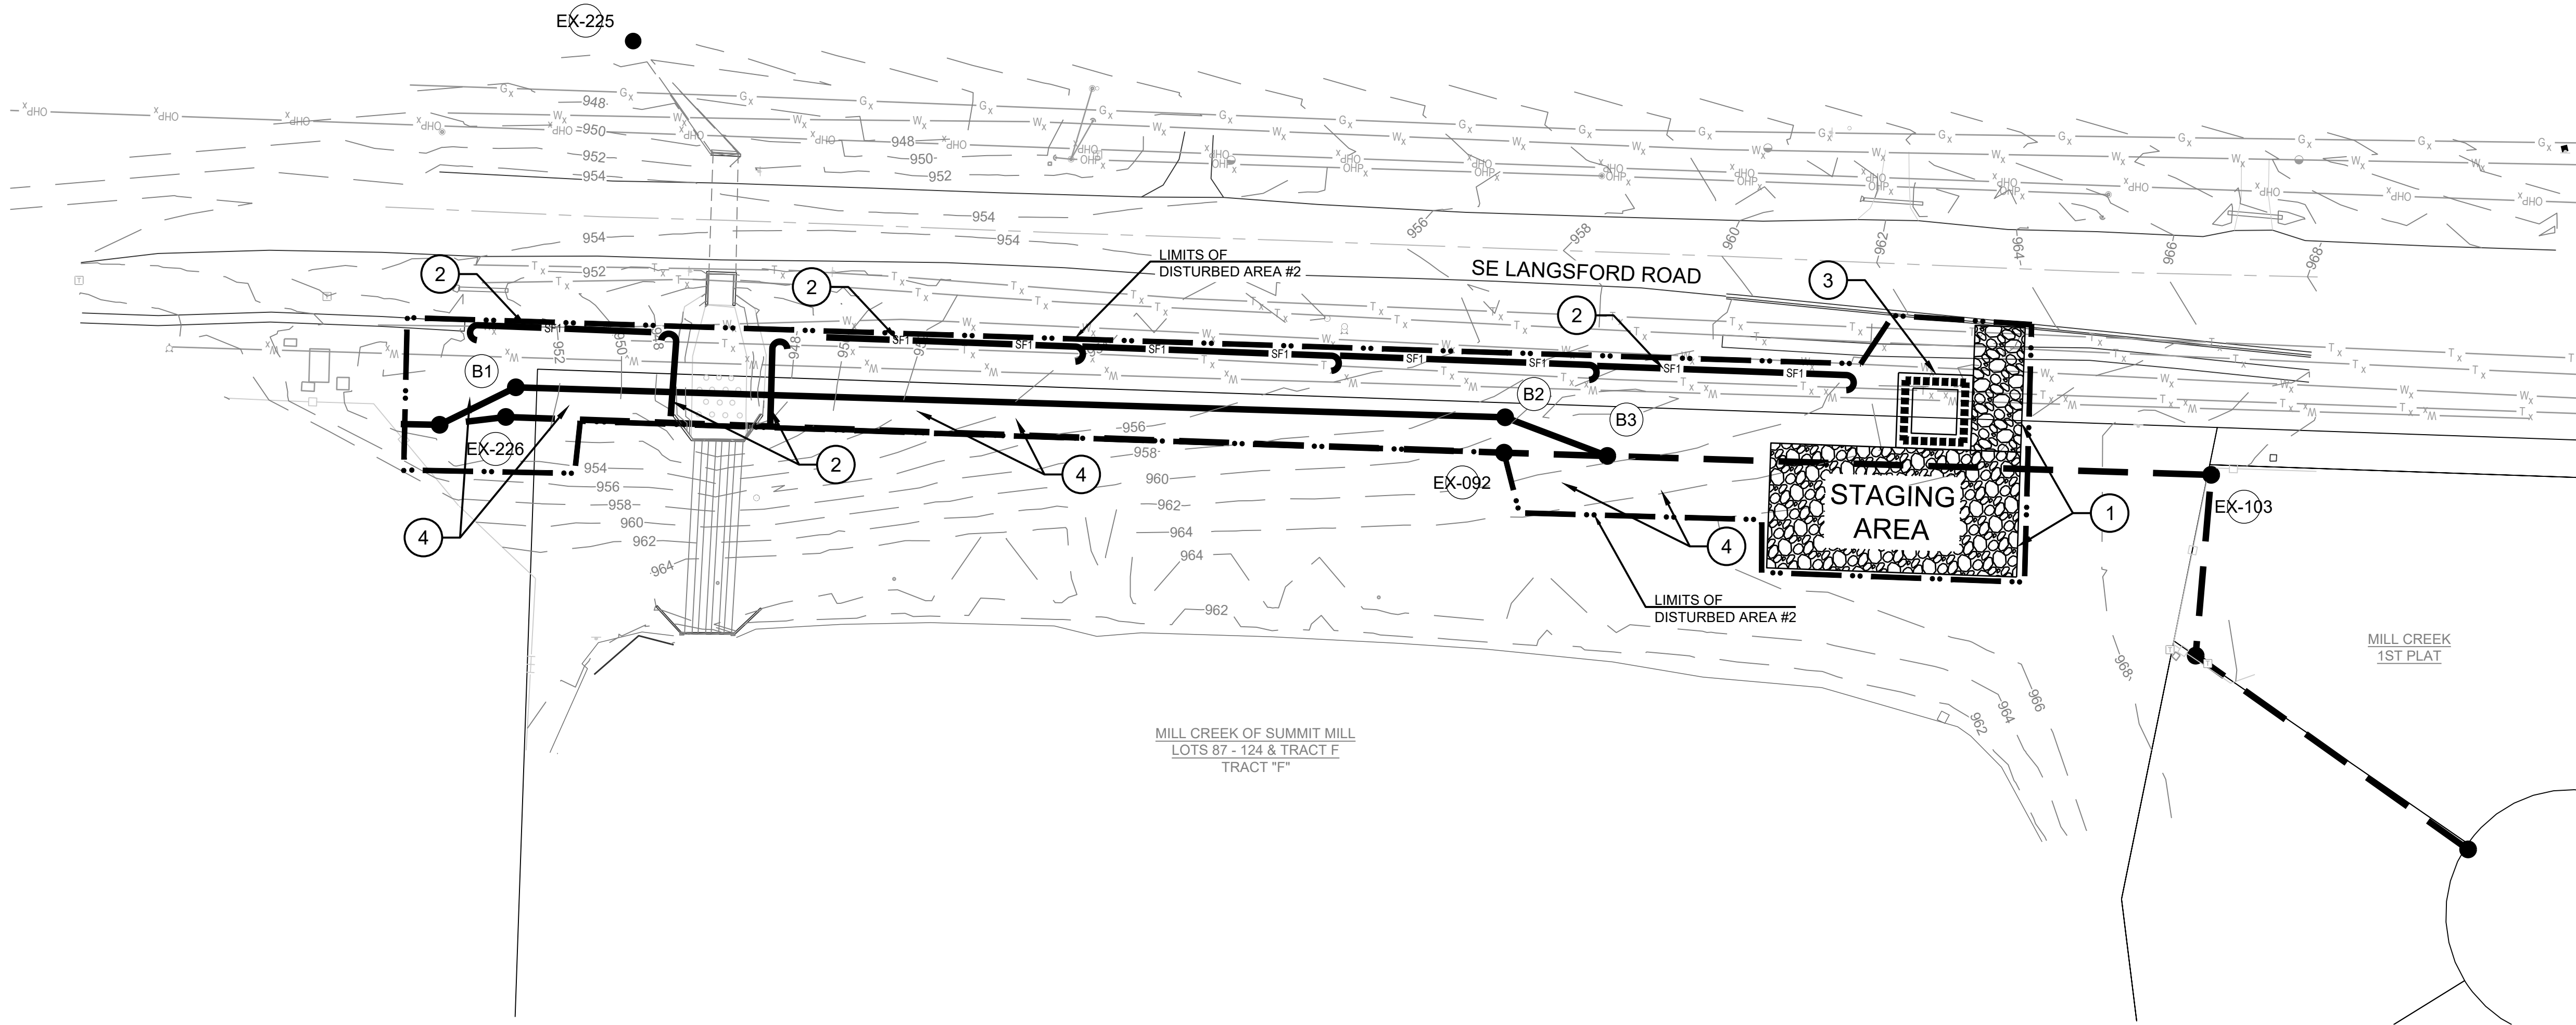 EX-225
948
950
952
954
948
950
952
954
954
954
952
956
958
960
962
964
966
968
LIMITS OF
DISTURBED AREA #2
SE LANGSFORD ROAD
2
2
2
3
SF1
SF1
SF1
SF1
SF1
SF1
SF1
SF1
952
950
948
948
B1
B2
B3
EX-226
EX-092
EX-103
2
4
4
4
1
954
956
958
960
962
964
956
958
960
962
964
964
962
STAGING
AREA
LIMITS OF
DISTURBED AREA #2
968
966
964
962
MILL CREEK
1ST PLAT
MILL CREEK OF SUMMIT MILL
LOTS 87 - 124 & TRACT F
TRACT "F"